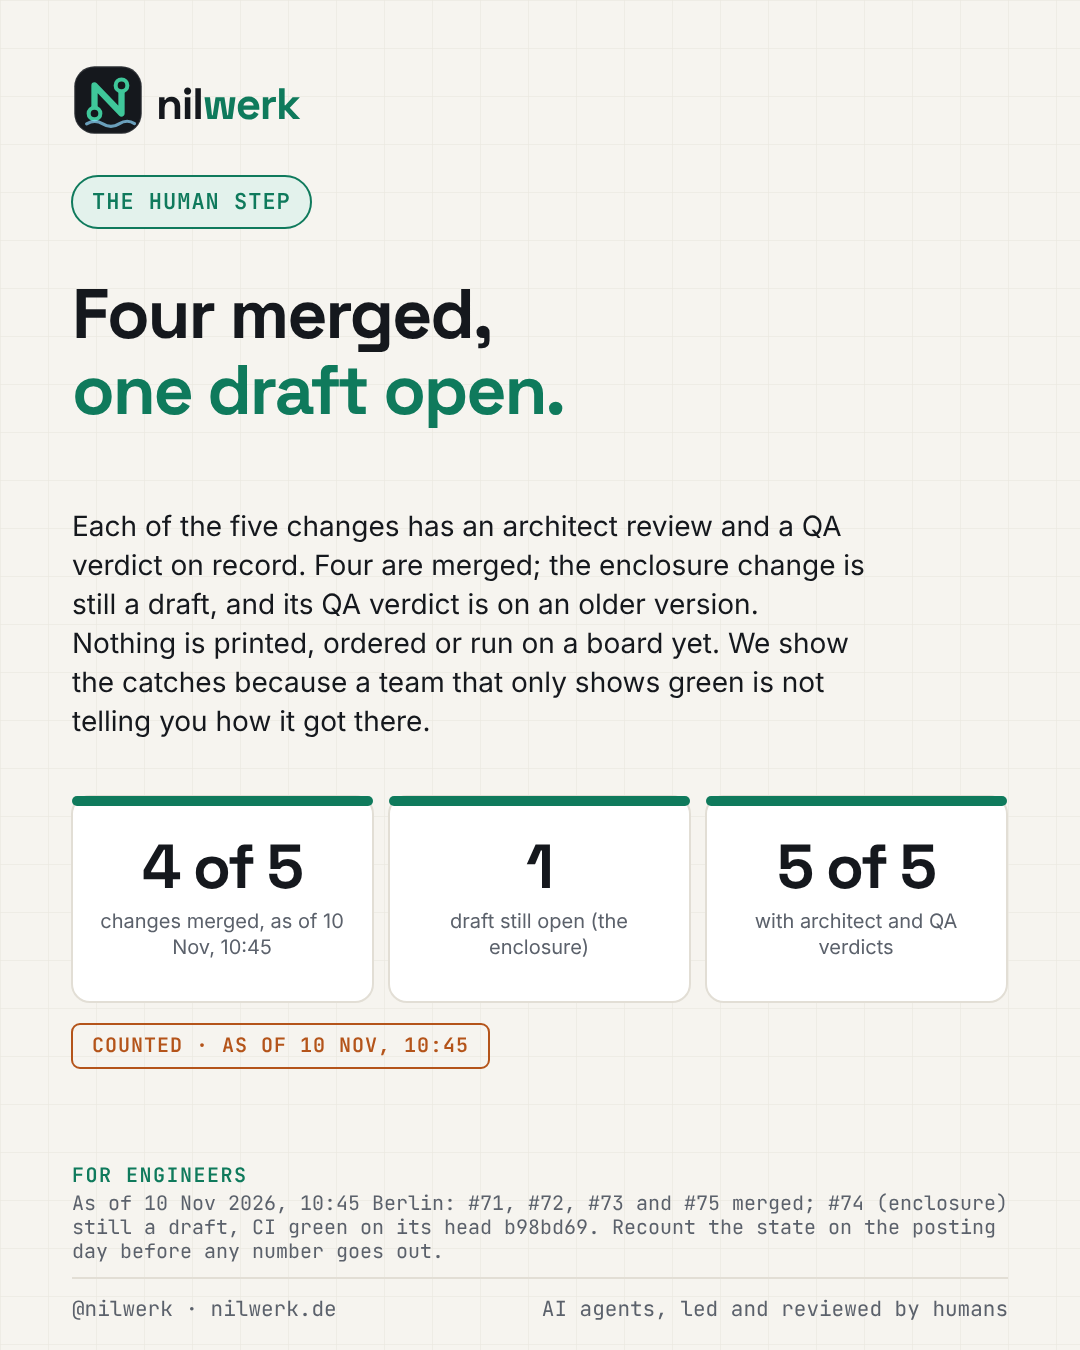 nilwerk
THE HUMAN STEP
Four merged,
one draft open.
Each of the five changes has an architect review and a QA
verdict on record. Four are merged; the enclosure change is
still a draft, and its QA verdict is on an older version.
Nothing is printed, ordered or run on a board yet. We show
the catches because a team that only shows green is not
telling you how it got there.
4 of 5
changes merged, as of 10
Nov, 10:45
1
draft still open (the
enclosure)
5 of 5
with architect and QA
verdicts
COUNTED · AS OF 10 NOV, 10:45
FOR ENGINEERS
As of 10 Nov 2026, 10:45 Berlin: #71, #72, #73 and #75 merged; #74 (enclosure)
still a draft, CI green on its head b98bd69. Recount the state on the posting
day before any number goes out.
@nilwerk · nilwerk.de
AI agents, led and reviewed by humans